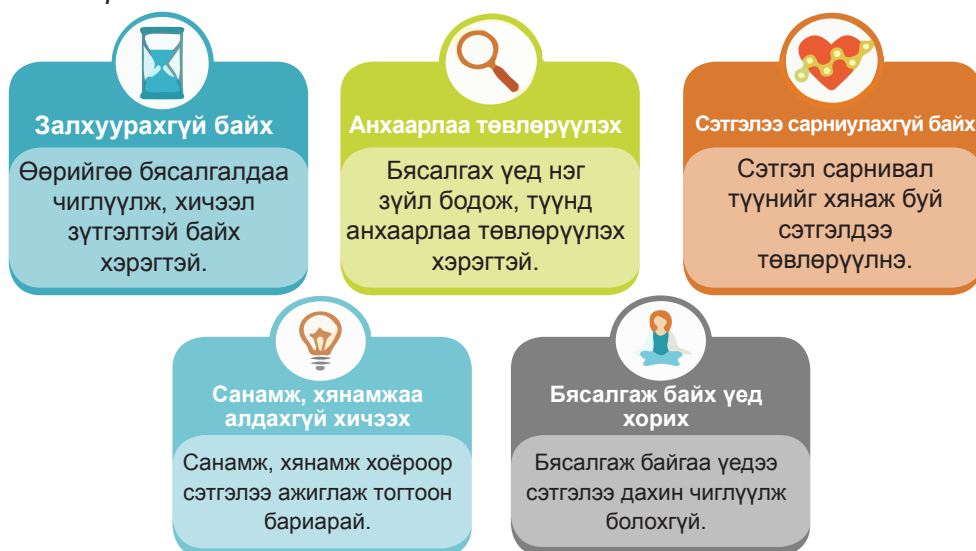 Залхуурахгүй байх
Өөрийгөө бясалгалдаа
чиглүүлж, хичээл
зүтгэлтэй байх
хэрэгтэй.
Анхаарлаа төвлөрүүлэх
Бясалгах үед нэг
зүйл бодож, түүнд
анхаарлаа төвлөрүүлэх
хэрэгтэй.
Сэтгэлээ сарниулахгүй байх
Сэтгэл сарнивал
түүнийг хянаж буй
сэтгэлдээ
төвлөрүүлнэ.
Санамж, хянамжаа
алдахгүй хичээх
Санамж, хянамж хоёроор
сэтгэлээ ажиглаж тогтоон
бариарай.
Бясалгаж байх үед
хорих
Бясалгаж байгаа үедээ
сэтгэлээ дахин чиглүүлж
болохгүй.